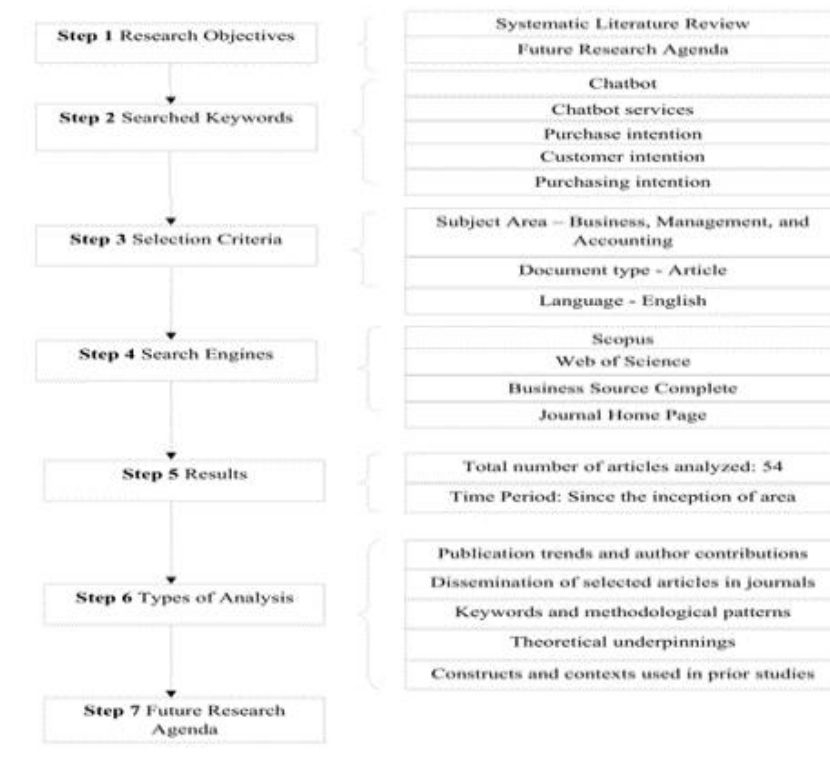 Step 1 Research Objectives
Systematic Literature Review
Future Research Agenda
Step 2 Searched Keywords
Chatbot
Chatbot services
Purchase intention
Customer intention
Purchasing intention
Step 3 Selection Criteria
Subject Area – Business, Management, and
Accounting
Document type - Article
Language - English
Step 4 Search Engines
Scopus
Web of Science
Business Source Complete
Journal Home Page
Step 5 Results
Total number of articles analyzed: 54
Time Period: Since the inception of area
Step 6 Types of Analysis
Publication trends and author contributions
Dissemination of selected articles in journals
Keywords and methodological patterns
Theoretical underpinnings
Constructs and contexts used in prior studies
Step 7 Future Research
Agenda